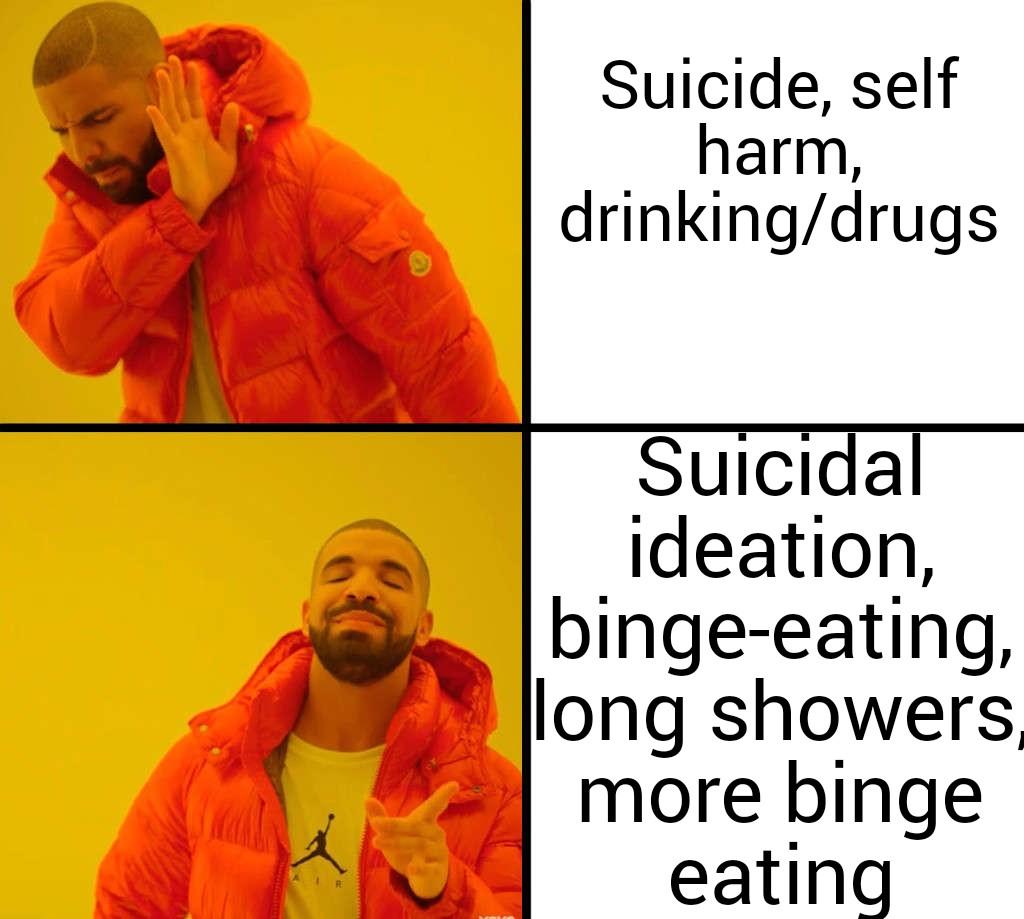 Suicide, self
harm,
drinking/drugs
Suicidal
ideation,
binge-eating,
long showers,
more binge
eating
A I R